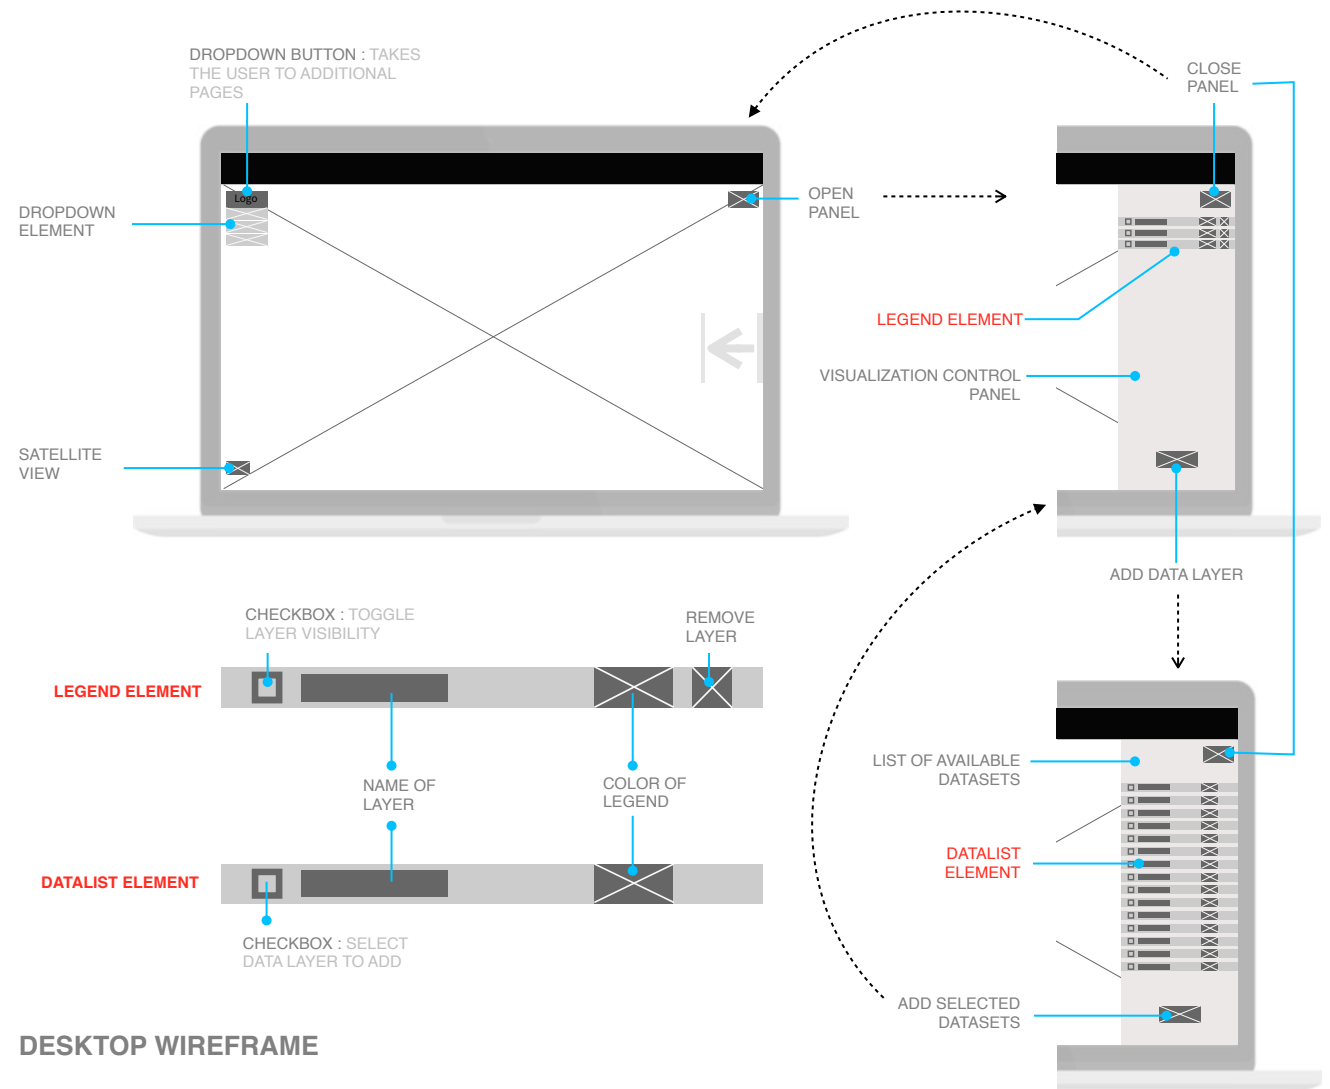 DROPDOWN BUTTON : TAKES
THE USER TO ADDITIONAL
PAGES
CLOSE
PANEL
Logo
OPEN
PANEL
DROPDOWN
ELEMENT
LEGEND ELEMENT
VISUALIZATION CONTROL
PANEL
SATELLITE
VIEW
ADD DATA LAYER
CHECKBOX : TOGGLE
LAYER VISIBILITY
REMOVE
LAYER
LEGEND ELEMENT
NAME OF
LAYER
COLOR OF
LEGEND
LIST OF AVAILABLE
DATASETS
DATALIST
ELEMENT
DATALIST ELEMENT
CHECKBOX : SELECT
DATA LAYER TO ADD
ADD SELECTED
DATASETS
DESKTOP WIREFRAME